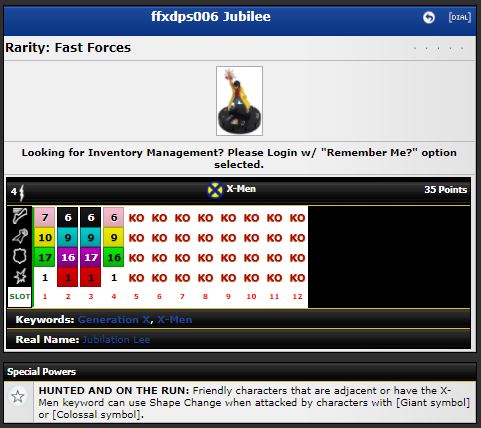 ffxdps006 Jubilee
[DIAL]
Rarity: Fast Forces
Looking for Inventory Management? Please Login w/ "Remember Me?" option
selected.
4 X-Men 35 Points
7 6 6 6 KO KO KO KO KO KO KO KO
10 9 9 9 KO KO KO KO KO KO KO KO
17 16 17 16 KO KO KO KO KO KO KO KO
1 1 1 1 KO KO KO KO KO KO KO KO
SLOT 1 2 3 4 5 6 7 8 9 10 11 12
Keywords: Generation X, X-Men
Real Name: Jubilation Lee
Special Powers
HUNTED AND ON THE RUN: Friendly characters that are adjacent or have the X-
Men keyword can use Shape Change when attacked by characters with [Giant symbol]
or [Colossal symbol].